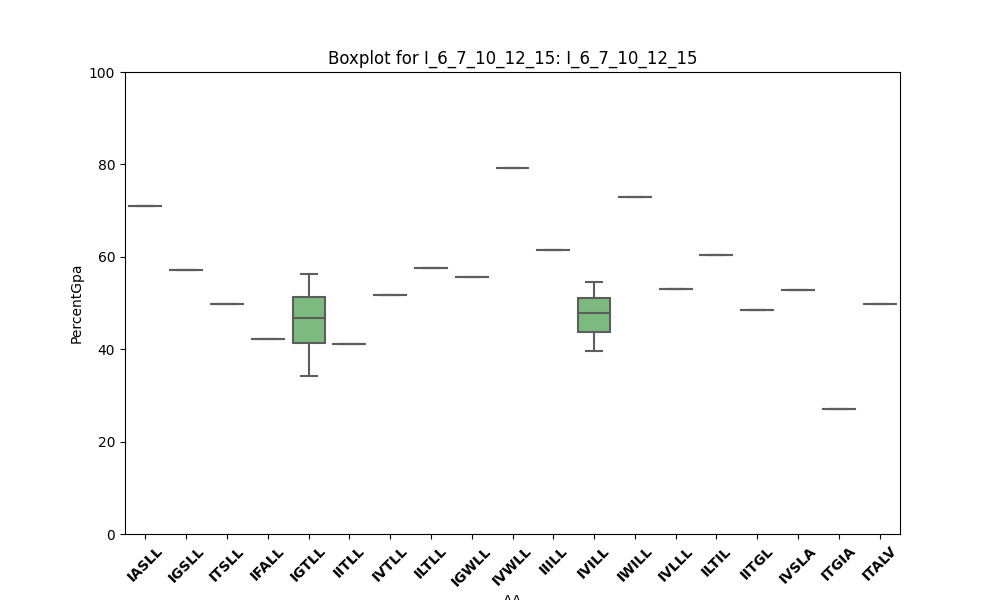 Boxplot for I_6_7_10_12_15: I_6_7_10_12_15
100
80
60
40
20
0
PercentGpa
IASLL IGSLL ITSLL IFALL IGTLL IITLL IVTLL ILTLL IGWLL IVWLL IIILL IVILL IWILL IVLLL ILTIL IITGL IVSLA ITGIA ITALV
AA